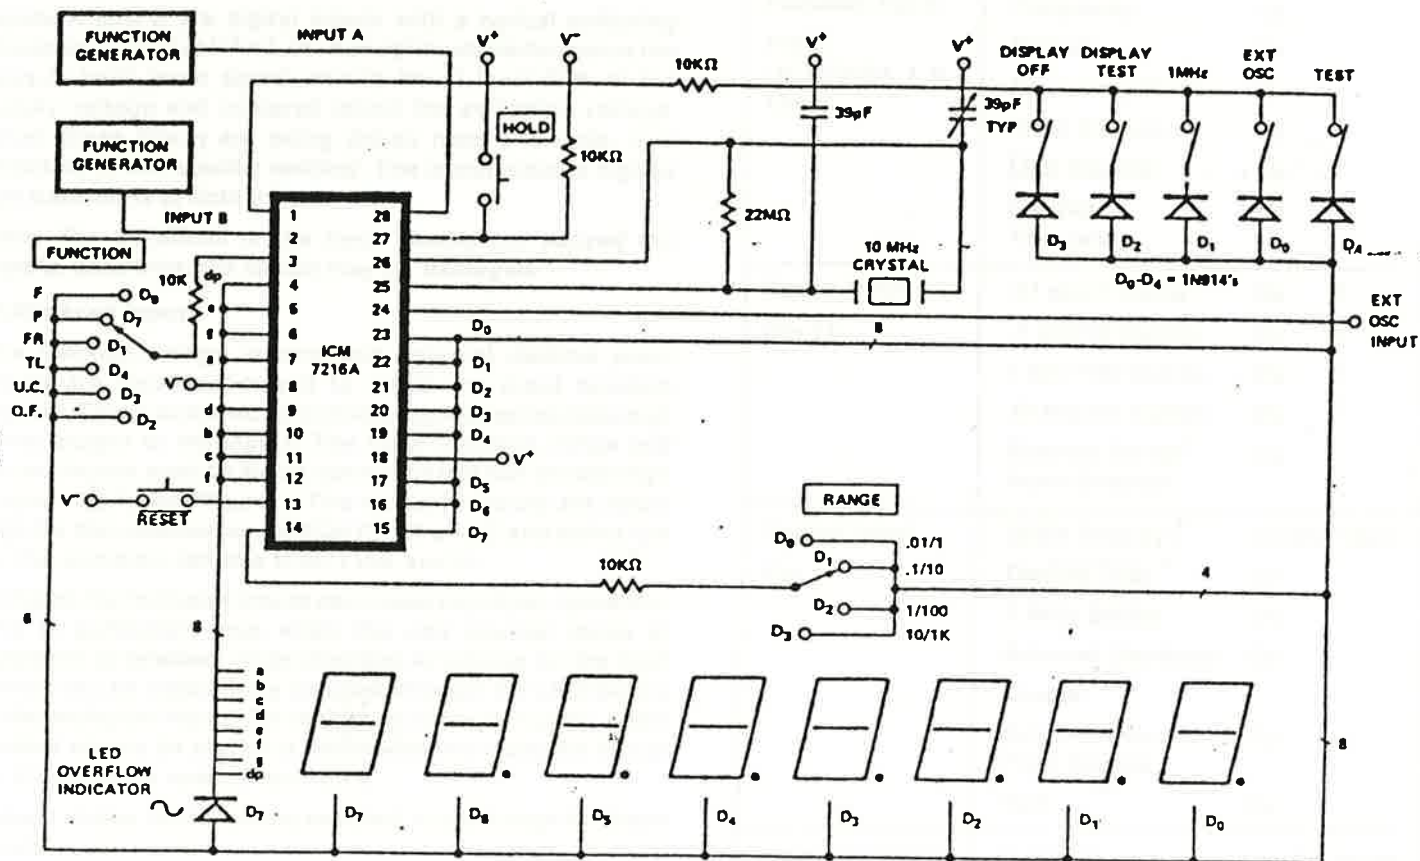 FUNCTION
GENERATOR
INPUT A
FUNCTION
GENERATOR
INPUT B
V+
V-
HOLD
10KΩ
10KΩ
V+
39pF
V+
39pF
TYP
22MΩ
10 MHz
CRYSTAL
DISPLAY
OFF
DISPLAY
TEST
1MHz
EXT
OSC
TEST
D3
D2
D1
D0
D4
D0-D4 = 1N914's
EXT
OSC
INPUT
8
FUNCTION
F
P
FR
TL
U.C.
O.F.
D7
D1
D4
D3
D2
10K
dp
e
f
a
V-
d
b
c
f
V-
RESET
1
2
3
4
5
6
7
8
9
10
11
12
13
14
ICM
7216A
28
27
26
25
24
23
22
21
20
19
18
17
16
15
D0
D1
D2
D3
D4
V+
D5
D6
D7
10KΩ
RANGE
D0
D1
D2
D3
.01/1
.1/10
1/100
10/1K
4
6
8
8
a
b
c
d
e
f
g
dp
LED
OVERFLOW
INDICATOR
D7
D7
D6
D5
D4
D3
D2
D1
D0